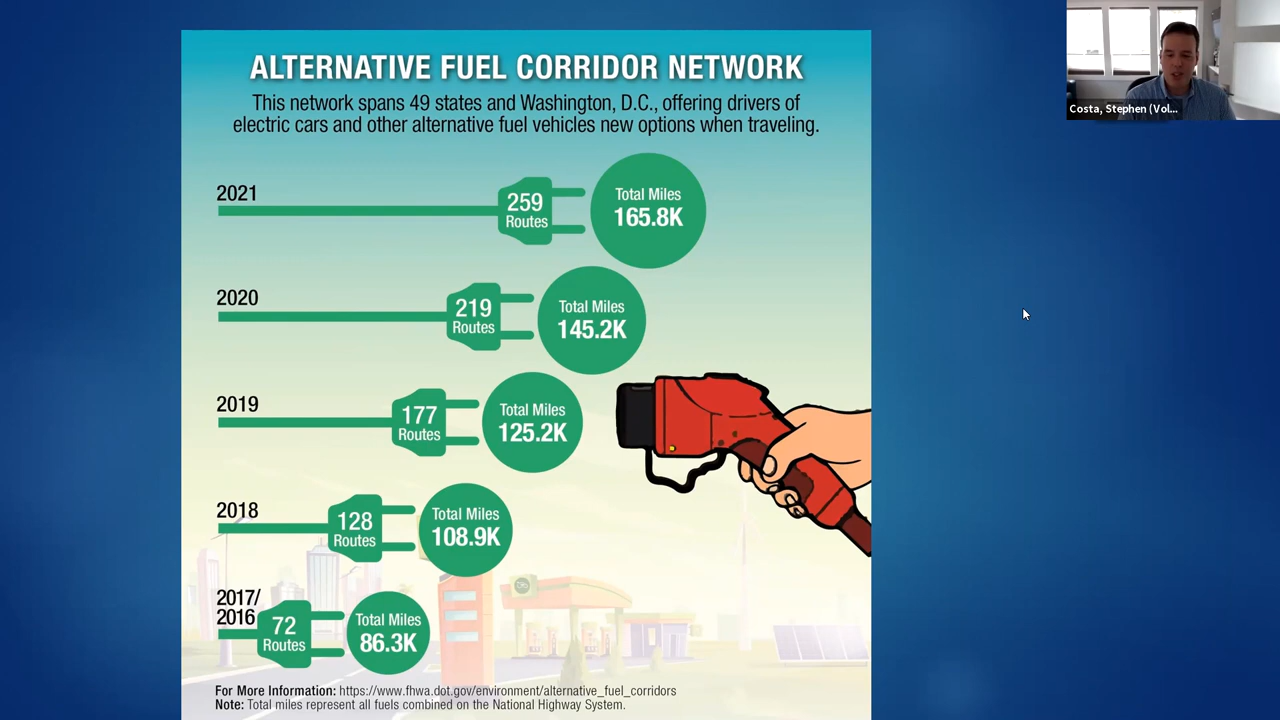 ALTERNATIVE FUEL CORRIDOR NETWORK
This network spans 49 states and Washington, D.C., offering drivers of
electric cars and other alternative fuel vehicles new options when traveling.
Costa, Stephen (Vol...
2021
259
Routes
Total Miles
165.8K
2020
219
Routes
Total Miles
145.2K
2019
177
Routes
Total Miles
125.2K
2018
128
Routes
Total Miles
108.9K
2017/
2016
72
Routes
Total Miles
86.3K
For More Information: https://www.fhwa.dot.gov/environment/alternative_fuel_corridors
Note: Total miles represent all fuels combined on the National Highway System.